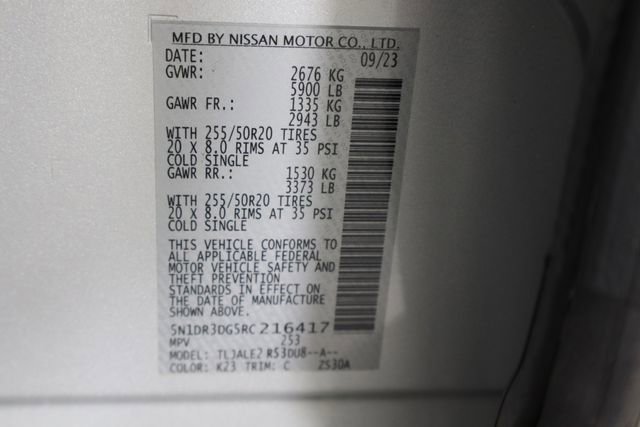 MFD BY NISSAN MOTOR CO., LTD.
DATE: 09/23
GVWR: 2676 KG
5900 LB
GAWR FR.: 1335 KG
2943 LB
WITH 255/50R20 TIRES
20 X 8.0 RIMS AT 35 PSI
COLD SINGLE
GAWR RR.: 1530 KG
3373 LB
WITH 255/50R20 TIRES
20 X 8.0 RIMS AT 35 PSI
COLD SINGLE
THIS VEHICLE CONFORMS TO
ALL APPLICABLE FEDERAL
MOTOR VEHICLE SAFETY AND
THEFT PREVENTION
STANDARDS IN EFFECT ON
THE DATE OF MANUFACTURE
SHOWN ABOVE.
5N1DR3DG5RC216417
MPV 253
MODEL: TLJALE2 R53DU8--A--
COLOR: K23 TRIM: C ZS30A